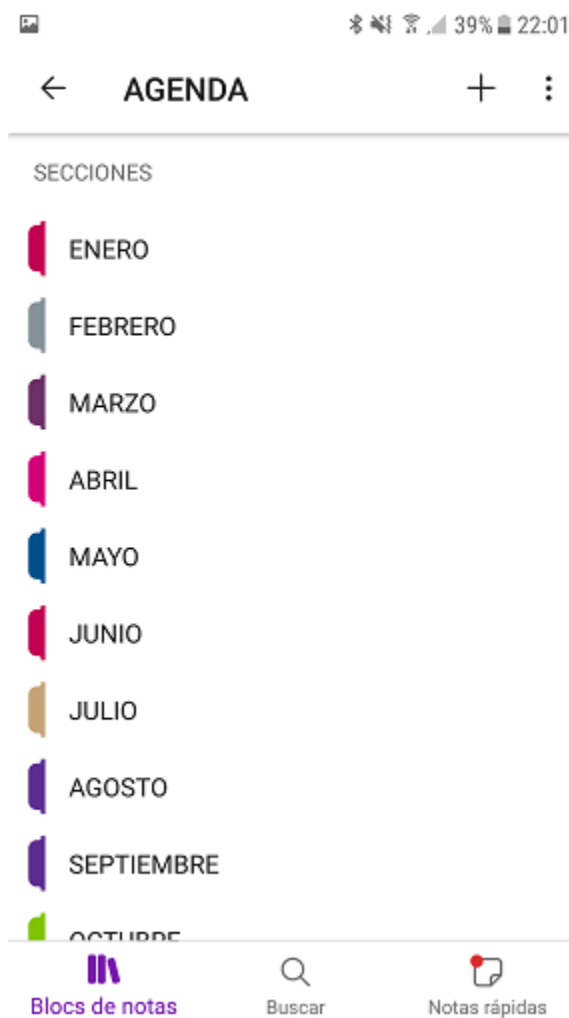 39% 22:01
AGENDA
SECCIONES
ENERO
FEBRERO
MARZO
ABRIL
MAYO
JUNIO
JULIO
AGOSTO
SEPTIEMBRE
OCTUBRE
Blocs de notas
Buscar
Notas rápidas